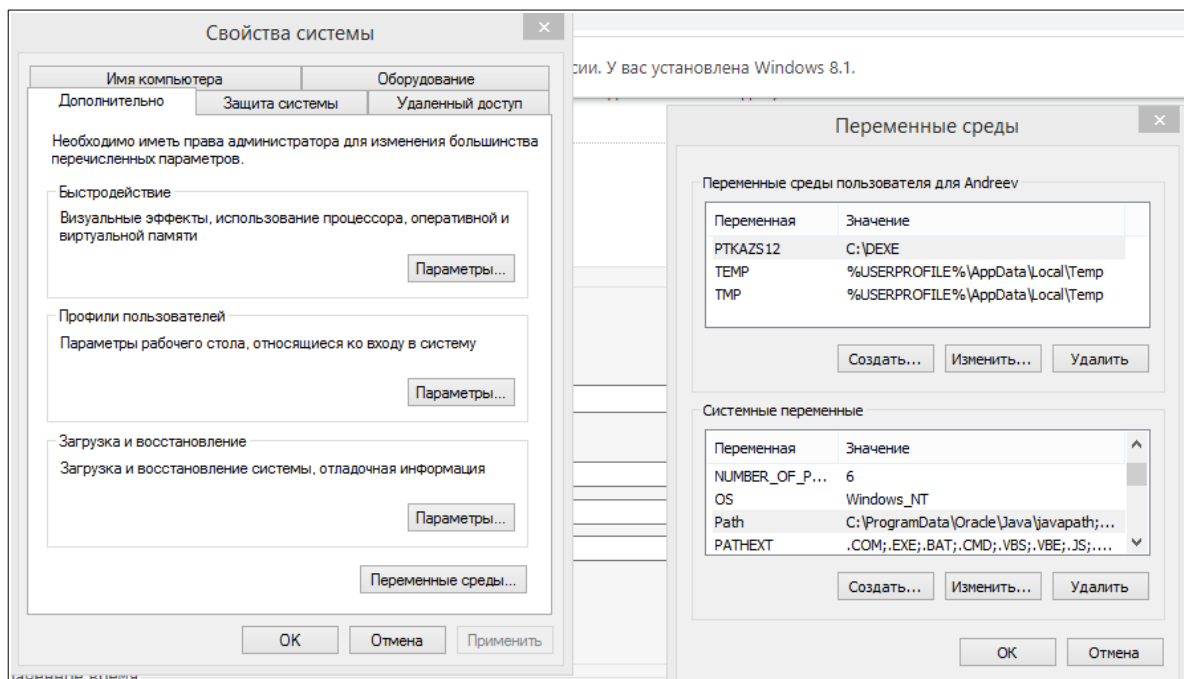 Свойства системы
Имя компьютера
Оборудование
Дополнительно
Защита системы
Удаленный доступ
Необходимо иметь права администратора для изменения большинства
перечисленных параметров.
Быстродействие
Визуальные эффекты, использование процессора, оперативной и
виртуальной памяти
Параметры...
Профили пользователей
Параметры рабочего стола, относящиеся ко входу в систему
Параметры...
Загрузка и восстановление
Загрузка и восстановление системы, отладочная информация
Параметры...
Переменные среды...
OK
Отмена
Применить
сии. У вас установлена Windows 8.1.
Переменные среды
Переменные среды пользователя для Andreev
Переменная Значение
PTKAZS12 C:\DEXE
TEMP %USERPROFILE%\AppData\Local\Temp
TMP %USERPROFILE%\AppData\Local\Temp
Создать... Изменить... Удалить
Системные переменные
Переменная Значение
NUMBER_OF_P... 6
OS Windows_NT
Path C:\ProgramData\Oracle\Java\javapath;...
PATHEXT .COM;.EXE;.BAT;.CMD;.VBS;.VBE;.JS;....
Создать... Изменить... Удалить
OK Отмена